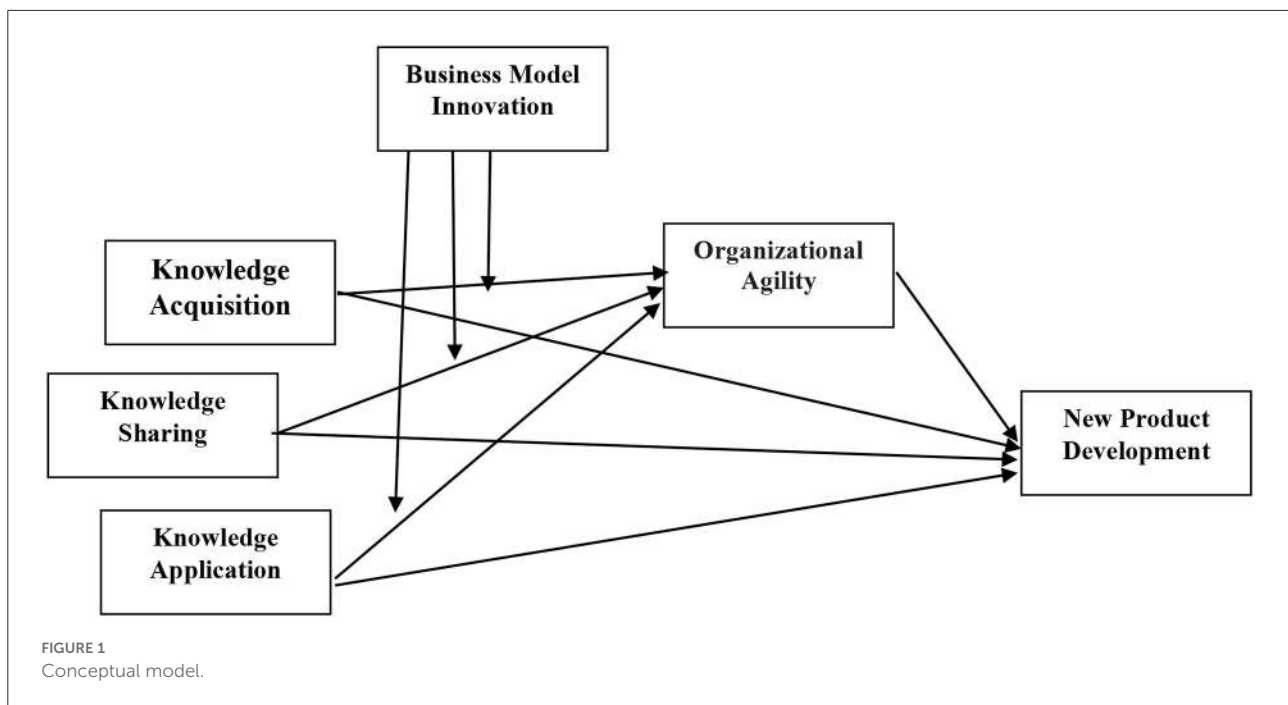 Business Model
Innovation
Organizational
Agility
Knowledge
Acquisition
Knowledge
Sharing
New Product
Development
Knowledge
Application
FIGURE 1
Conceptual model.